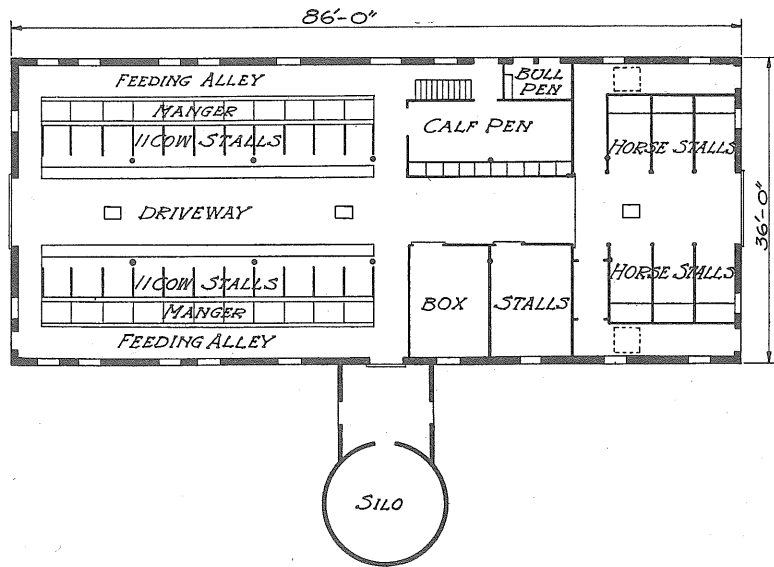 86'-0"
FEEDING ALLEY
MANGER
11 COW STALLS
BULL
PEN
CALF PEN
HORSE STALLS
DRIVEWAY
36'-0"
11 COW STALLS
MANGER
FEEDING ALLEY
BOX STALLS
HORSE STALLS
SILO